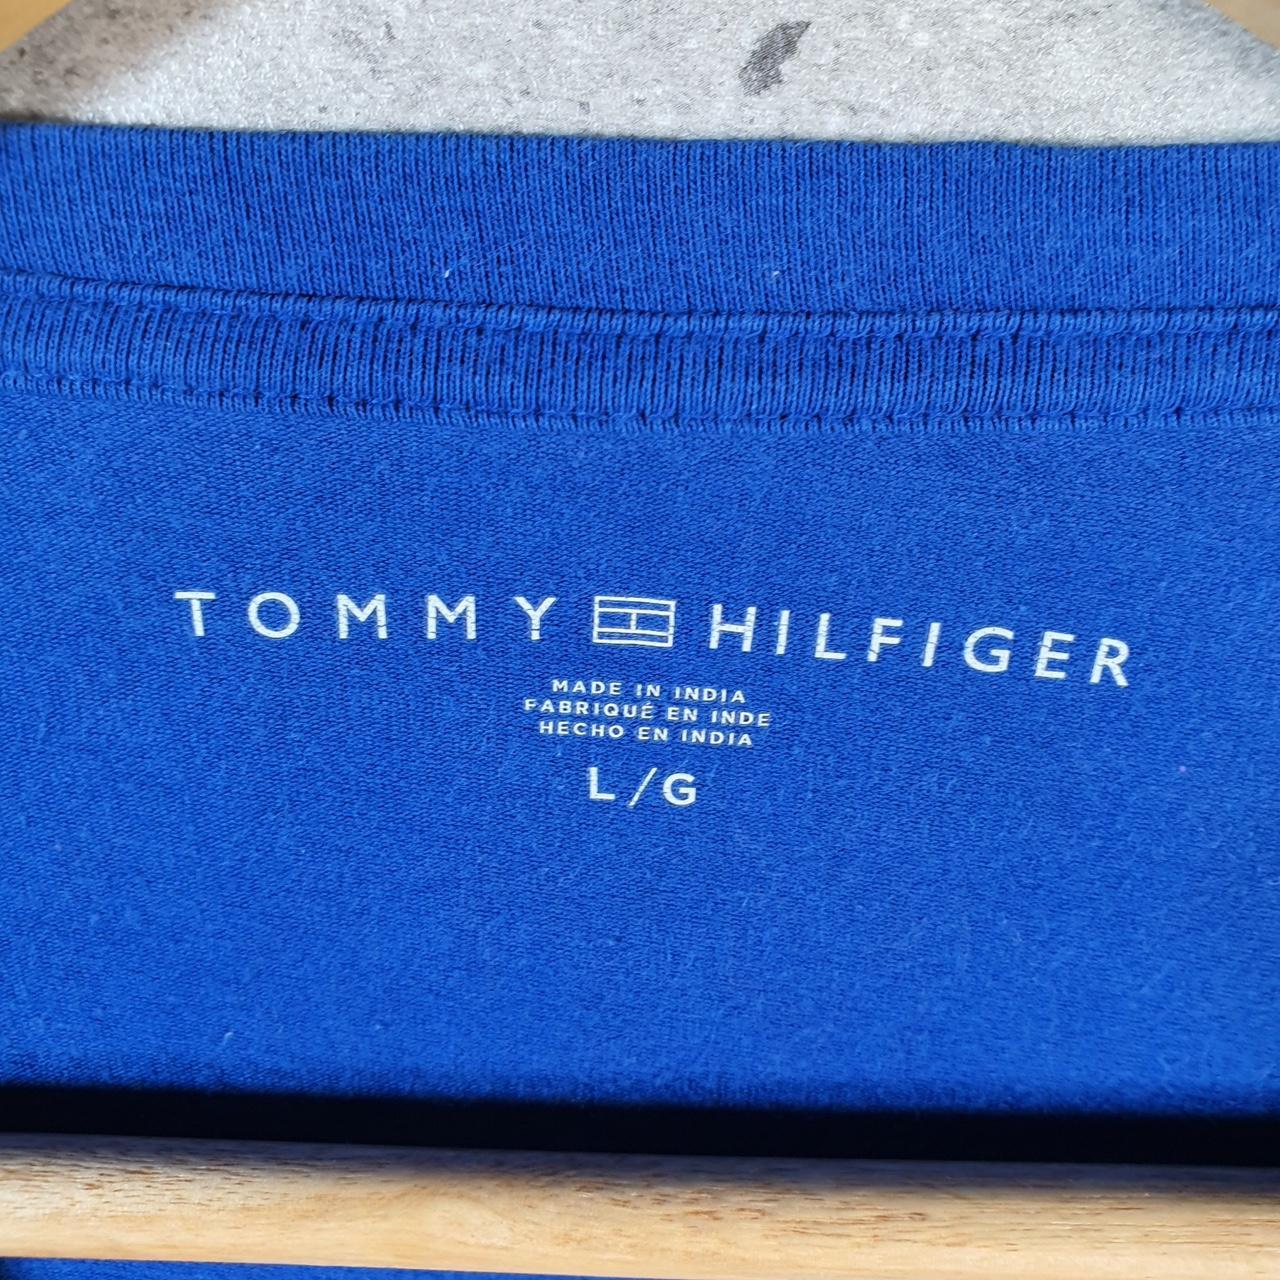 TOMMY HILFIGER
MADE IN INDIA
FABRIQUÉ EN INDE
HECHO EN INDIA
L/G